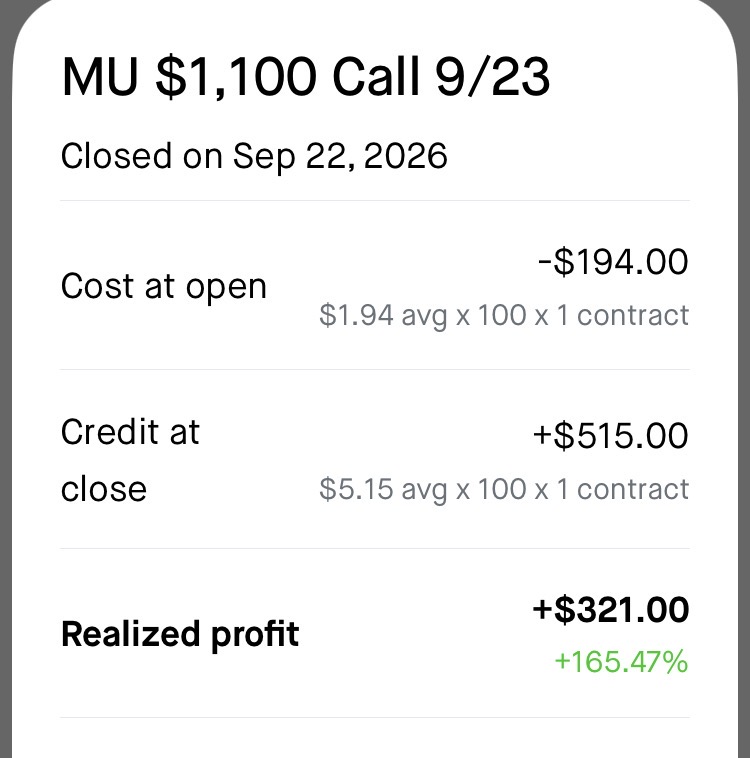 MU $1,100 Call 9/23
Closed on Sep 22, 2026
Cost at open
-$194.00
$1.94 avg x 100 x 1 contract
Credit at
close
+$515.00
$5.15 avg x 100 x 1 contract
Realized profit
+$321.00
+165.47%